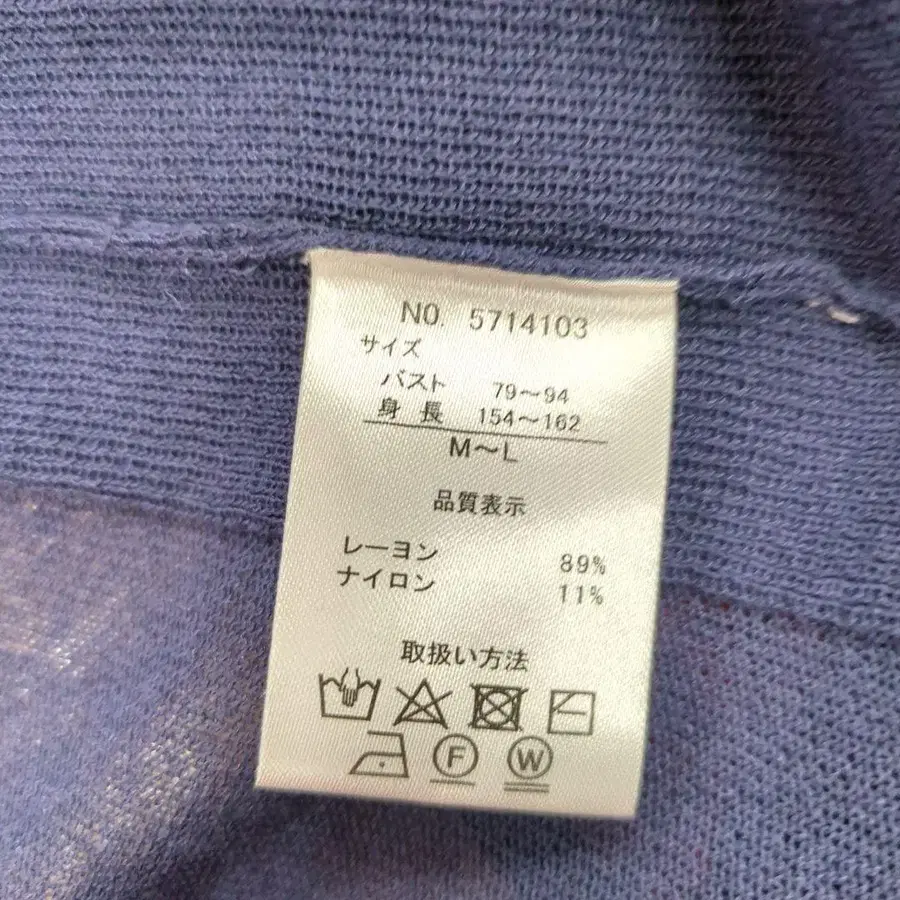 NO. 5714103
サイズ
バスト 79～94
身長 154～162
M～L
品質表示
レーヨン 89%
ナイロン 11%
取扱い方法
F W